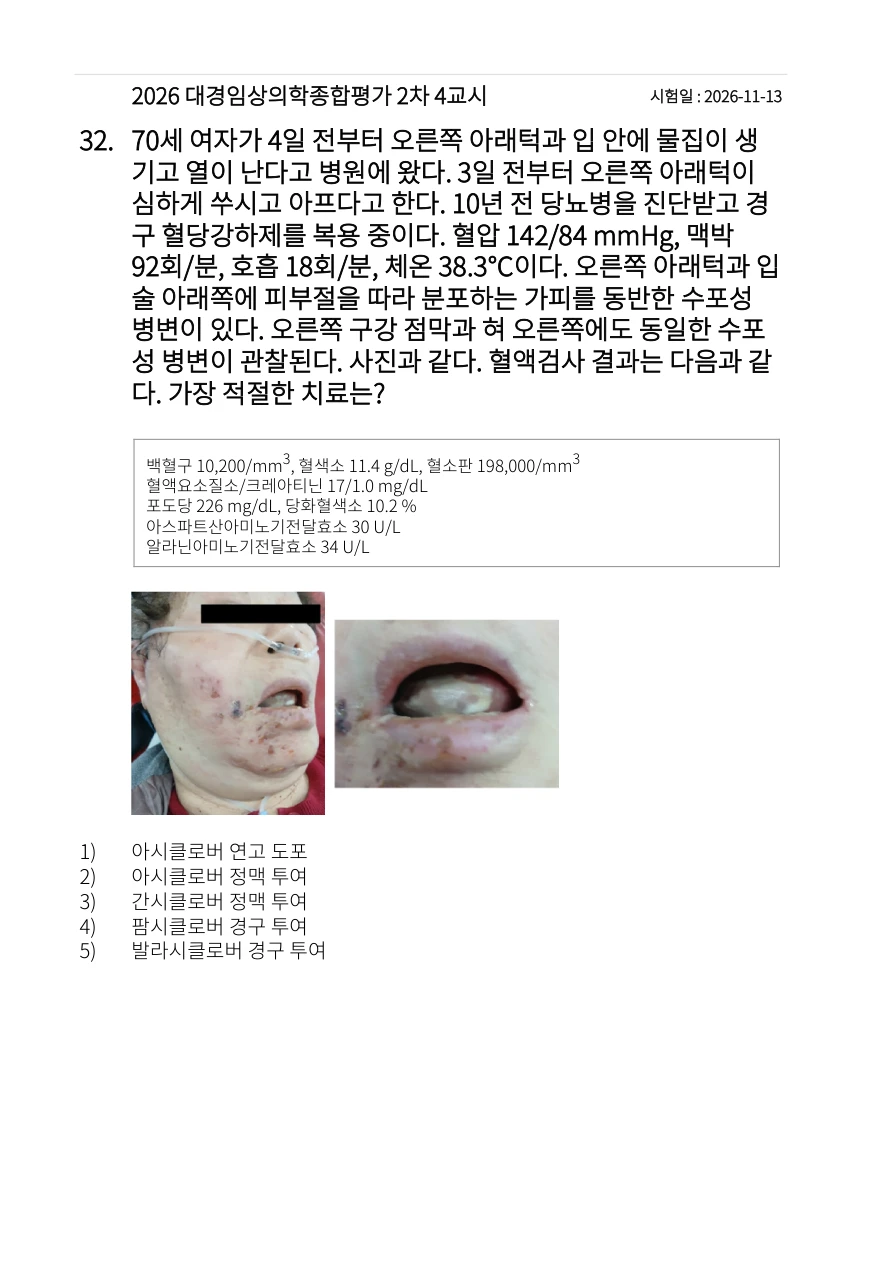 2026 대경임상의학종합평가 2차 4교시
시험일 : 2026-11-13
32. 70세 여자가 4일 전부터 오른쪽 아래턱과 입 안에 물집이 생
기고 열이 난다고 병원에 왔다. 3일 전부터 오른쪽 아래턱이
심하게 쑤시고 아프다고 한다. 10년 전 당뇨병을 진단받고 경
구 혈당강하제를 복용 중이다. 혈압 142/84 mmHg, 맥박
92회/분, 호흡 18회/분, 체온 38.3℃이다. 오른쪽 아래턱과 입
술 아래쪽에 피부절을 따라 분포하는 가피를 동반한 수포성
병변이 있다. 오른쪽 구강 점막과 혀 오른쪽에도 동일한 수포
성 병변이 관찰된다. 사진과 같다. 혈액검사 결과는 다음과 같
다. 가장 적절한 치료는?
백혈구 10,200/mm³, 혈색소 11.4 g/dL, 혈소판 198,000/mm³
혈액요소질소/크레아티닌 17/1.0 mg/dL
포도당 226 mg/dL, 당화혈색소 10.2 %
아스파트산아미노기전달효소 30 U/L
알라닌아미노기전달효소 34 U/L
1) 아시클로버 연고 도포
2) 아시클로버 정맥 투여
3) 간시클로버 정맥 투여
4) 팜시클로버 경구 투여
5) 발라시클로버 경구 투여